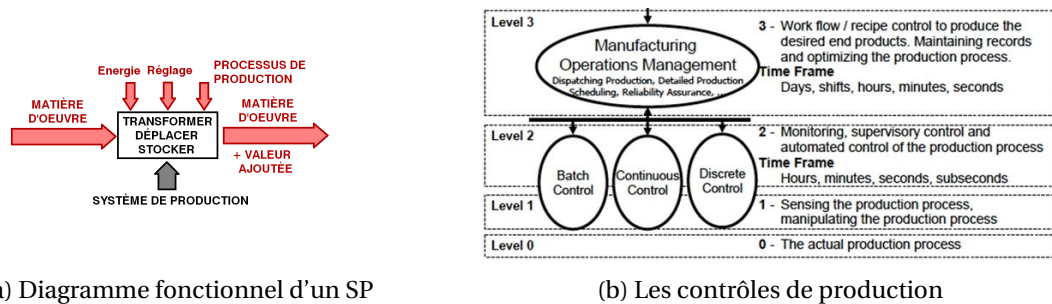 Energie Réglage PROCESSUS DE
PRODUCTION
MATIÈRE
D'OEUVRE
MATIÈRE
D'OEUVRE
TRANSFORMER
DÉPLACER
STOCKER
+ VALEUR
AJOUTÉE
SYSTÈME DE PRODUCTION
a) Diagramme fonctionnel d'un SP
Level 3
Manufacturing
Operations Management
Dispatching Production, Detailed Production
Scheduling, Reliability Assurance, ...
3 - Work flow / recipe control to produce the
desired end products. Maintaining records
and optimizing the production process.
Time Frame
Days, shifts, hours, minutes, seconds
Level 2
Batch
Control
Continuous
Control
Discrete
Control
2 - Monitoring, supervisory control and
automated control of the production process
Time Frame
Hours, minutes, seconds, subseconds
Level 1
1 - Sensing the production process,
manipulating the production process
Level 0
0 - The actual production process
(b) Les contrôles de production